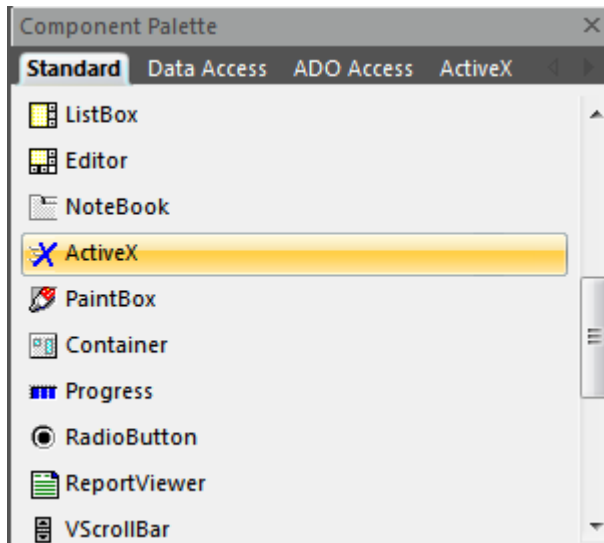 Component Palette
Standard Data Access ADO Access ActiveX
ListBox
Editor
NoteBook
ActiveX
PaintBox
Container
Progress
RadioButton
ReportViewer
VScrollBar